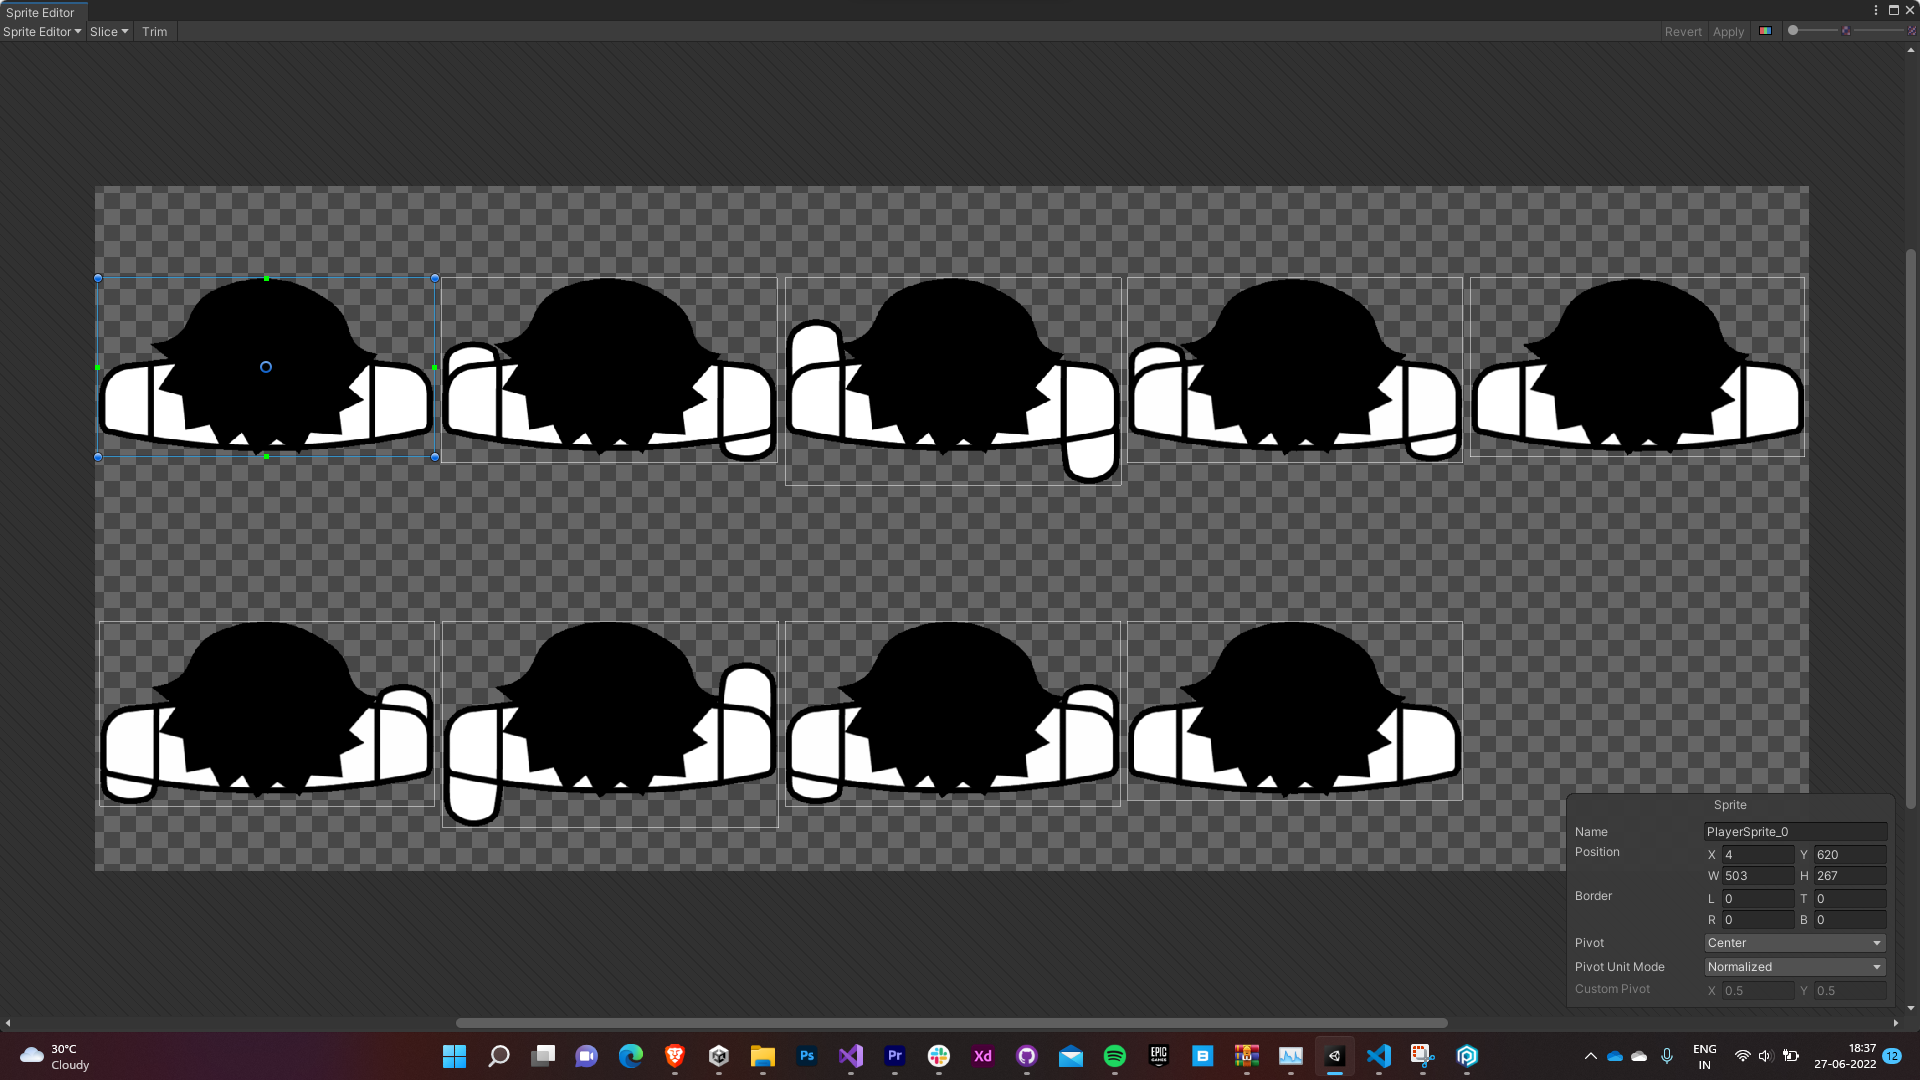 Sprite Editor
Sprite Editor
Slice
Trim
Revert
Apply
Sprite
Name
PlayerSprite_0
Position
X 4
Y 620
W 503
H 267
Border
L 0
T 0
R 0
B 0
Pivot
Center
Pivot Unit Mode
Normalized
Custom Pivot
X 0.5
Y 0.5
30°C
Cloudy
Ps
Pr
Xd
EPIC
GAMES
ENG
IN
18:37
27-06-2022
12